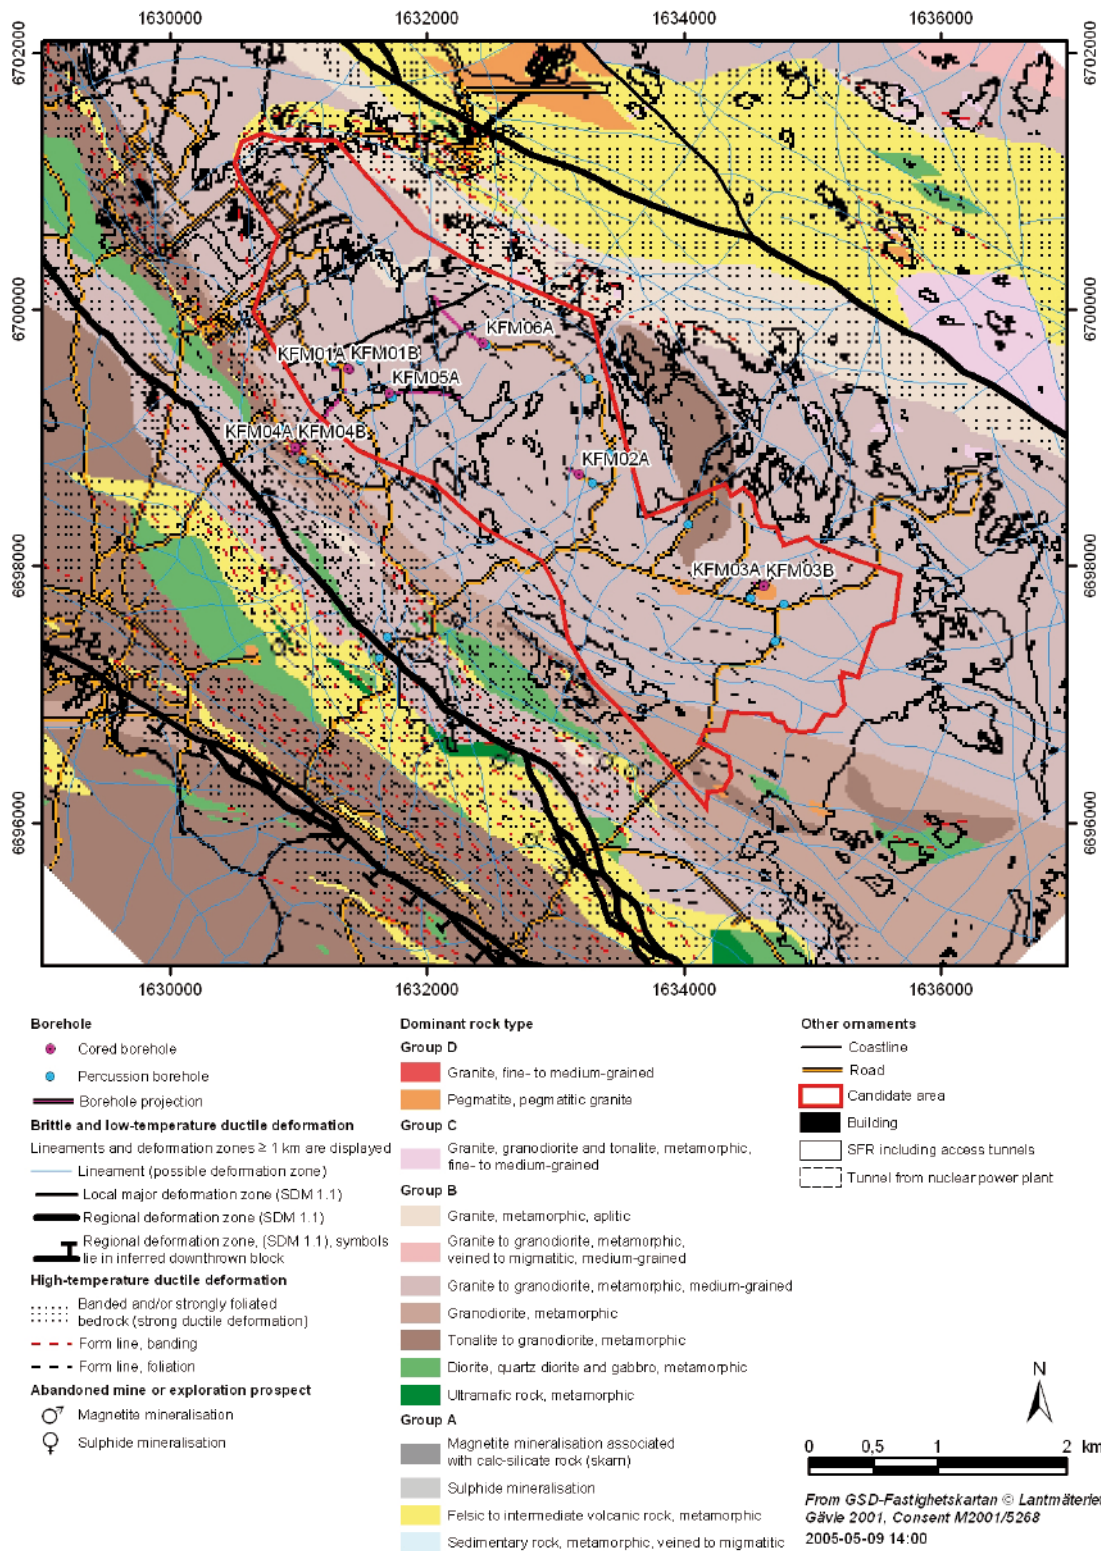 1630000 1632000 1634000 1636000
6702000 6702000
6700000 6700000
6698000 6698000
6696000 6696000
KFM06A
KFM01A KFM01B
KFM05A
KFM04A KFM04B
KFM02A
KFM03A KFM03B
1630000 1632000 1634000 1636000
Borehole
Cored borehole
Percussion borehole
Borehole projection
Brittle and low-temperature ductile deformation
Lineaments and deformation zones ≥ 1 km are displayed
Lineament (possible deformation zone)
Local major deformation zone (SDM 1.1)
Regional deformation zone (SDM 1.1)
Regional deformation zone, (SDM 1.1), symbols
lie in inferred downthrown block
High-temperature ductile deformation
Banded and/or strongly foliated
bedrock (strong ductile deformation)
Form line, banding
Form line, foliation
Abandoned mine or exploration prospect
Magnetite mineralisation
Sulphide mineralisation
Dominant rock type
Group D
Granite, fine- to medium-grained
Pegmatite, pegmatitic granite
Group C
Granite, granodiorite and tonalite, metamorphic,
fine- to medium-grained
Group B
Granite, metamorphic, aplitic
Granite to granodiorite, metamorphic,
veined to migmatitic, medium-grained
Granite to granodiorite, metamorphic, medium-grained
Granodiorite, metamorphic
Tonalite to granodiorite, metamorphic
Diorite, quartz diorite and gabbro, metamorphic
Ultramafic rock, metamorphic
Group A
Magnetite mineralisation associated
with calc-silicate rock (skarn)
Sulphide mineralisation
Felsic to intermediate volcanic rock, metamorphic
Sedimentary rock, metamorphic, veined to migmatitic
Other ornaments
Coastline
Road
Candidate area
Building
SFR including access tunnels
Tunnel from nuclear power plant
N
0 0,5 1 2 km
From GSD-Fastighetskartan © Lantmäteriet
Gävle 2001, Consent M2001/5268
2005-05-09 14:00